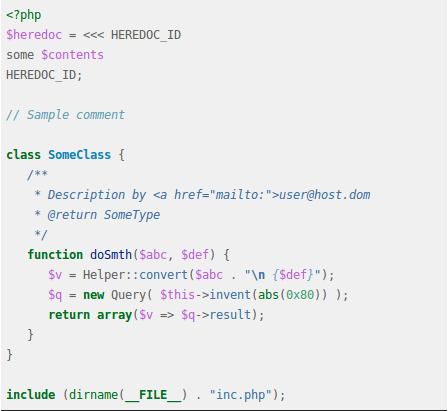 <?php
$heredoc = <<< HEREDOC_ID
some $contents
HEREDOC_ID;
// Sample comment
class SomeClass {
/**
* Description by <a href="mailto:">user@host.dom
* @return SomeType
*/
function doSmth($abc, $def) {
$v = Helper::convert($abc . "\n {$def}");
$q = new Query( $this->invent(abs(0x80)) );
return array($v => $q->result);
}
}
include (dirname(__FILE__) . "inc.php");